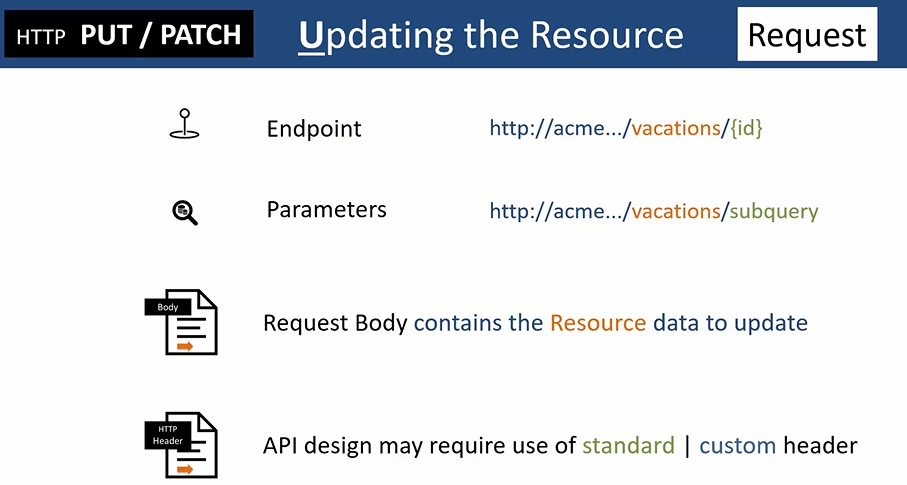 HTTP PUT / PATCH
Updating the Resource
Request
Endpoint
http://acme.../vacations/{id}
Parameters
http://acme.../vacations/subquery
Body
Request Body contains the Resource data to update
HTTP
Header
API design may require use of standard | custom header